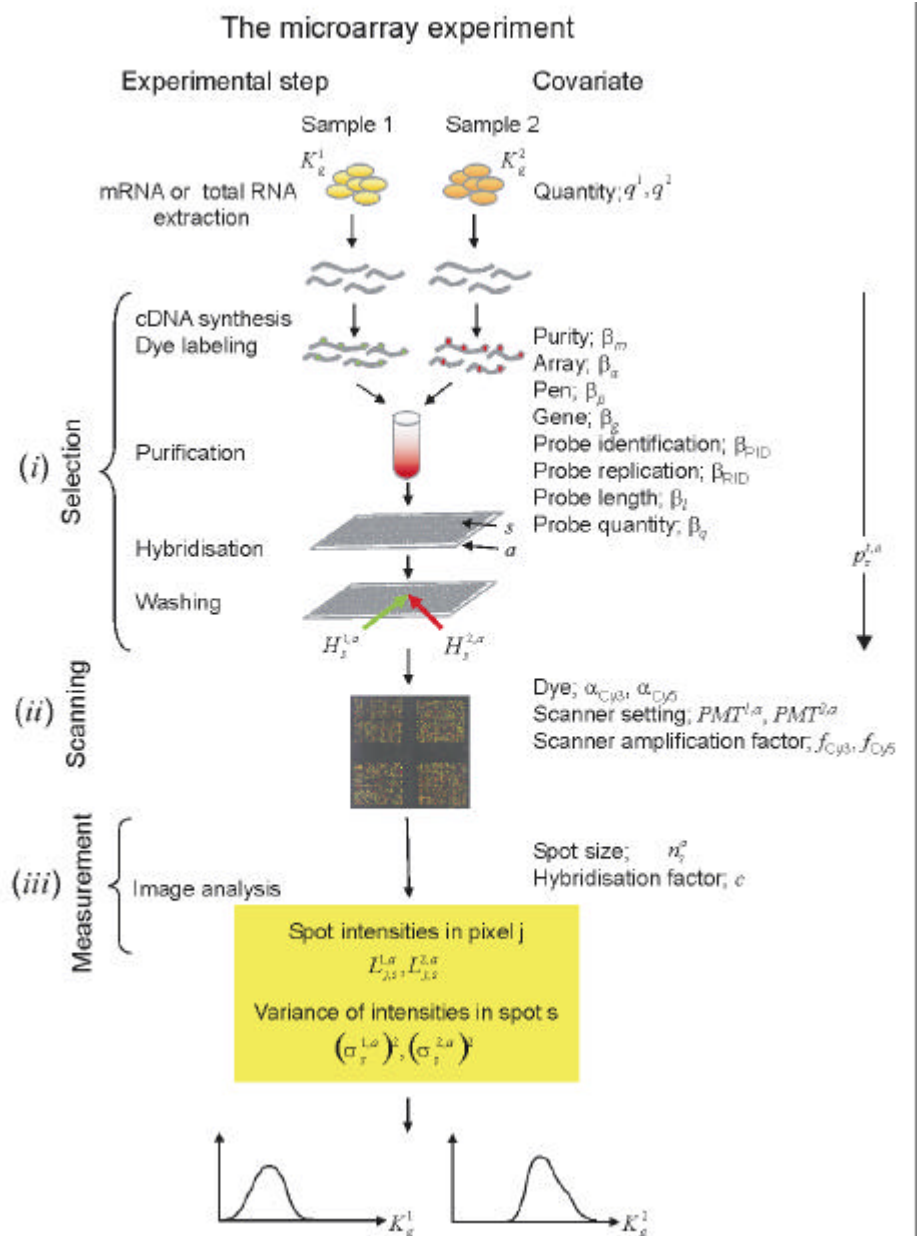 The microarray experiment
Experimental step
Covariate
Sample 1
Sample 2
K_g^1
K_g^2
mRNA or total RNA
extraction
Quantity; q^1, q^2
(i)
Selection
cDNA synthesis
Dye labeling
Purification
Hybridisation
Washing
Purity; β_m
Array; β_a
Pen; β_p
Gene; β_g
Probe identification; β_PID
Probe replication; β_RID
Probe length; β_l
Probe quantity; β_q
s
a
p_s^{t,a}
H_s^{1,a}
H_s^{2,a}
(ii)
Scanning
Dye; α_Cy3, α_Cy5
Scanner setting; PMT^{1,a}, PMT^{2,a}
Scanner amplification factor; f_Cy3, f_Cy5
(iii)
Measurement
Image analysis
Spot size; n_s^a
Hybridisation factor; c
Spot intensities in pixel j
L_{j,s}^{1,a}, L_{j,s}^{2,a}
Variance of intensities in spot s
(σ_s^{1,a})^2, (σ_s^{2,a})^2
K_g^1
K_g^2